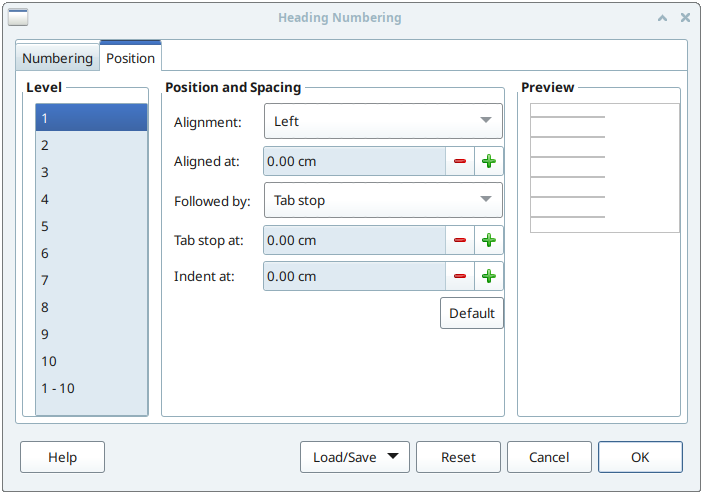 Heading Numbering
Numbering Position
Level
1
2
3
4
5
6
7
8
9
10
1 - 10
Position and Spacing
Alignment: Left
Aligned at: 0.00 cm
Followed by: Tab stop
Tab stop at: 0.00 cm
Indent at: 0.00 cm
Default
Preview
Help Load/Save Reset Cancel OK